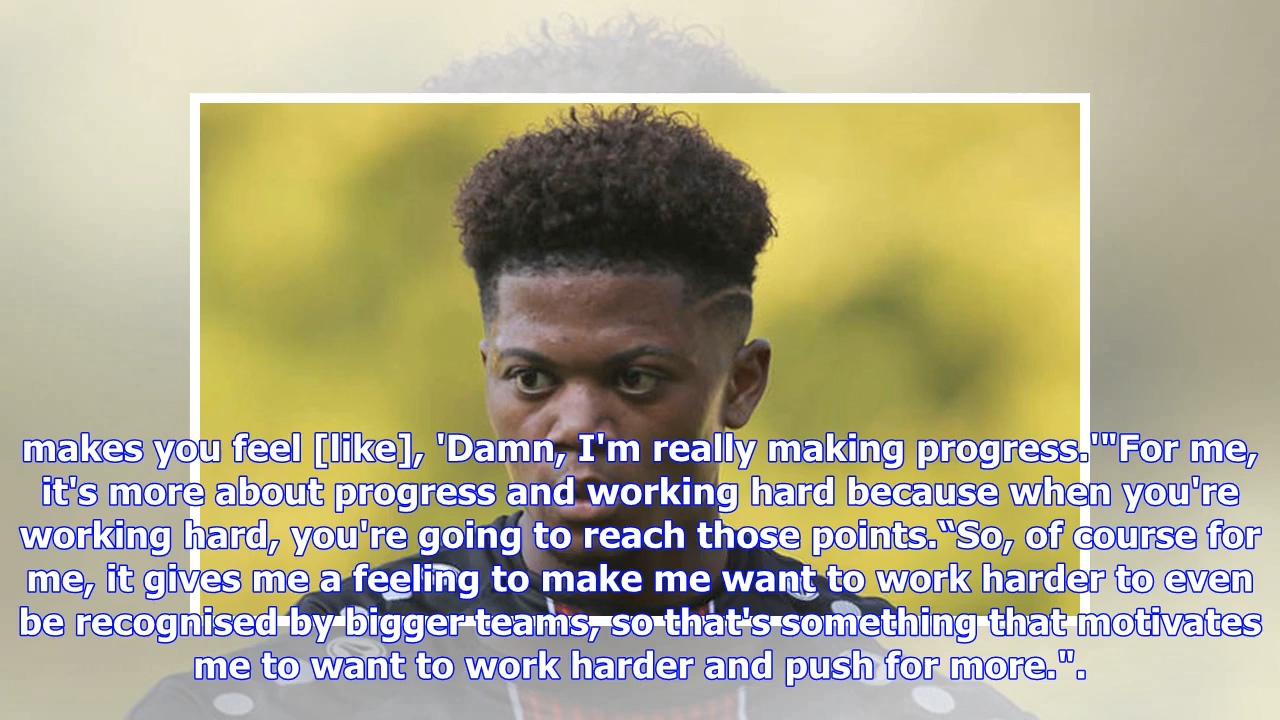 makes you feel [like], 'Damn, I'm really making progress.'"For me,
it's more about progress and working hard because when you're
working hard, you're going to reach those points.“So, of course for
me, it gives me a feeling to make me want to work harder to even
be recognised by bigger teams, so that's something that motivates
me to want to work harder and push for more.".